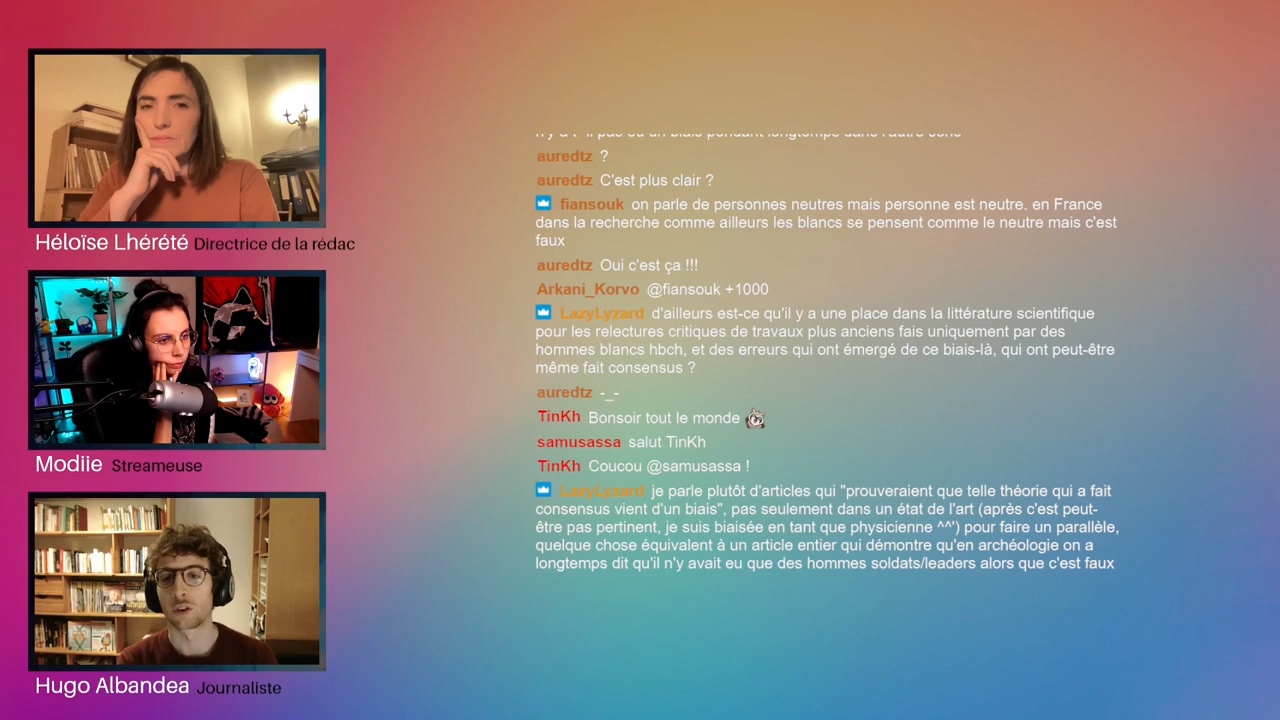 Héloïse Lhérété Directrice de la rédac
Modiie Streameuse
Hugo Albandea Journaliste
auredtz ?
auredtz C'est plus clair ?
fiansouk on parle de personnes neutres mais personne est neutre. en France
dans la recherche comme ailleurs les blancs se pensent comme le neutre mais c'est
faux
auredtz Oui c'est ça !!!
Arkani_Korvo @fiansouk +1000
LazyLyzard d'ailleurs est-ce qu'il y a une place dans la littérature scientifique
pour les relectures critiques de travaux plus anciens fais uniquement par des
hommes blancs hbch, et des erreurs qui ont émergé de ce biais-là, qui ont peut-être
même fait consensus ?
auredtz -_-
TinKh Bonsoir tout le monde
samusassa salut TinKh
TinKh Coucou @samusassa !
LazyLyzard je parle plutôt d'articles qui "prouveraient que telle théorie qui a fait
consensus vient d'un biais", pas seulement dans un état de l'art (après c'est peut-
être pas pertinent, je suis biaisée en tant que physicienne ^^') pour faire un parallèle,
quelque chose équivalent à un article entier qui démontre qu'en archéologie on a
longtemps dit qu'il n'y avait eu que des hommes soldats/leaders alors que c'est faux